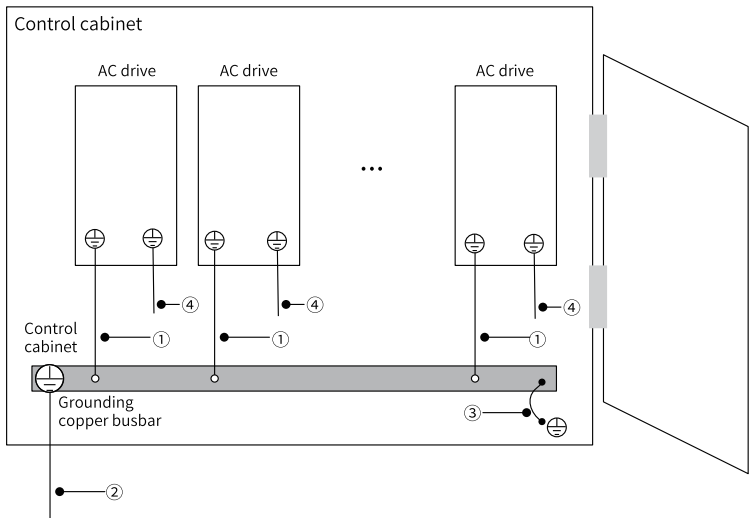 Control cabinet
AC drive
AC drive
AC drive
...
④
④
④
①
①
①
Control
cabinet
Grounding
copper busbar
③
②